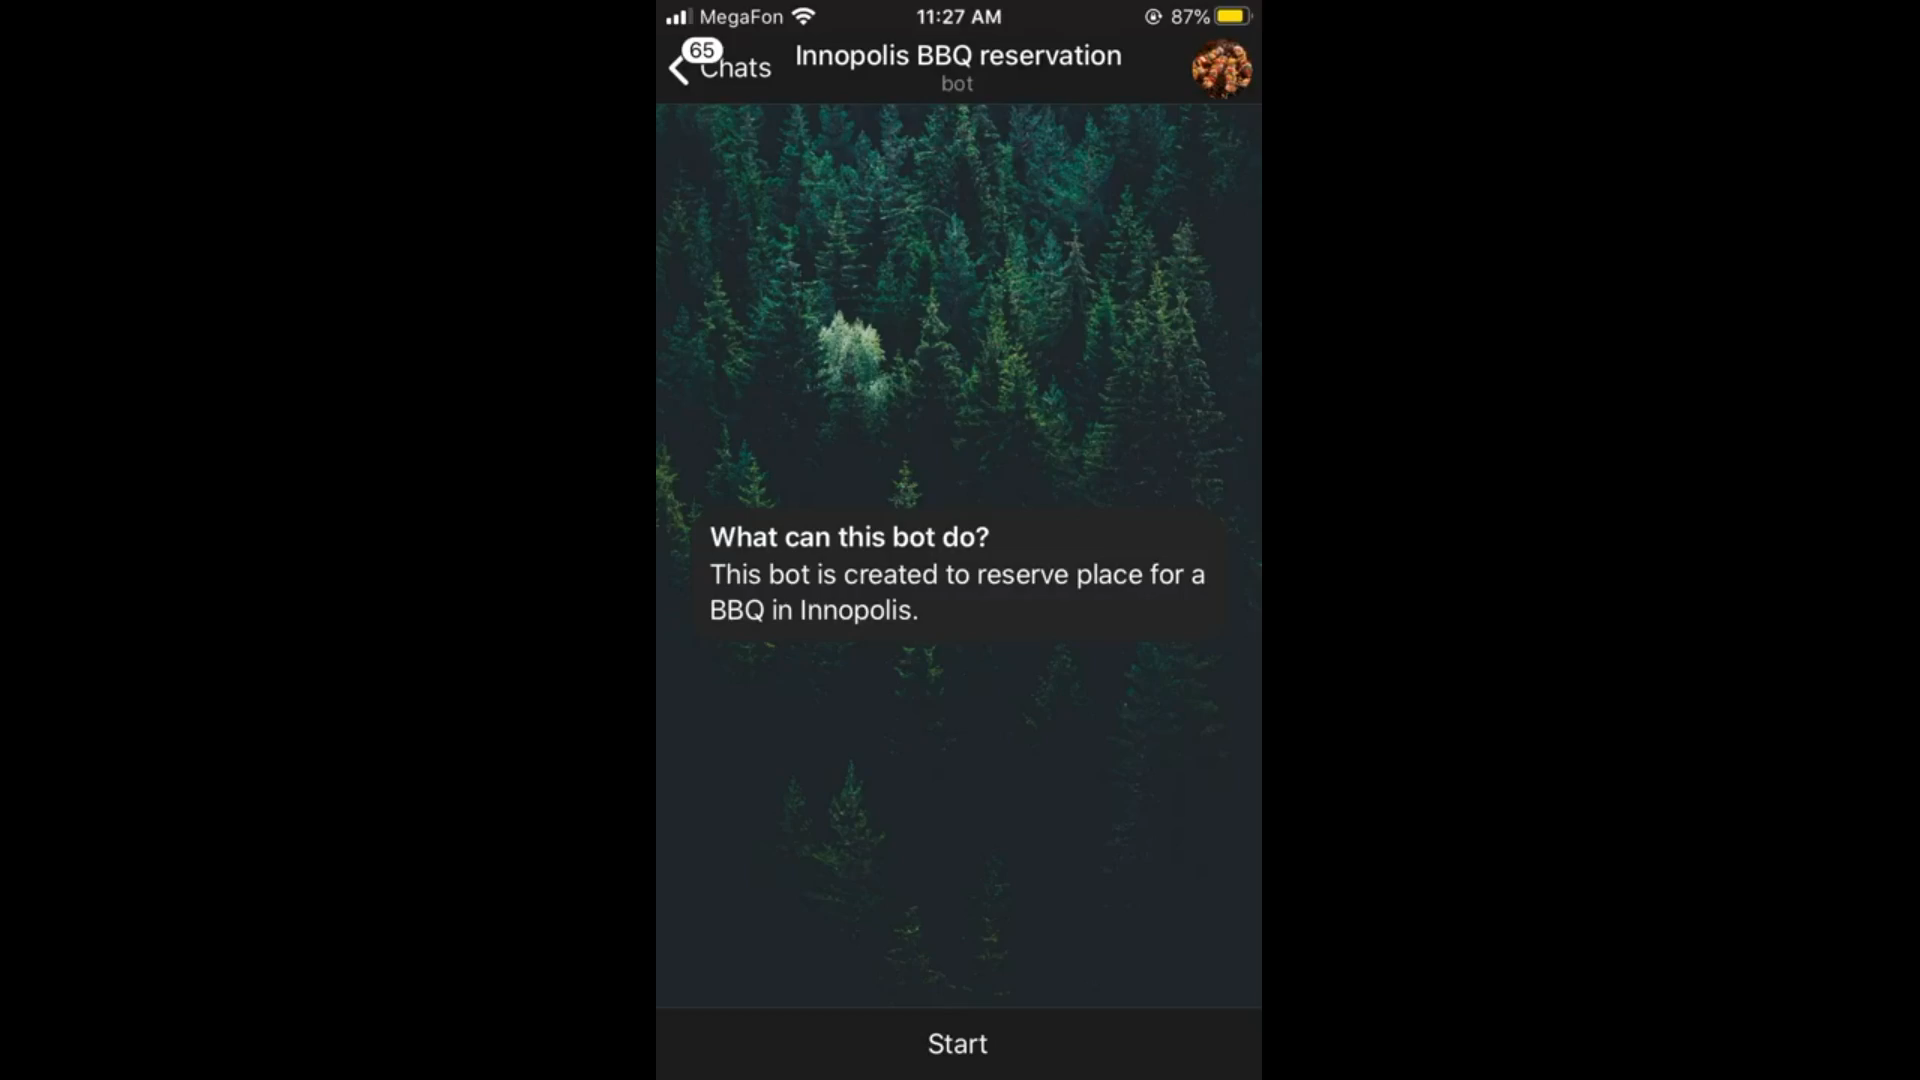 MegaFon 11:27 AM 87%
65
Chats Innopolis BBQ reservation
bot
What can this bot do?
This bot is created to reserve place for a
BBQ in Innopolis.
Start